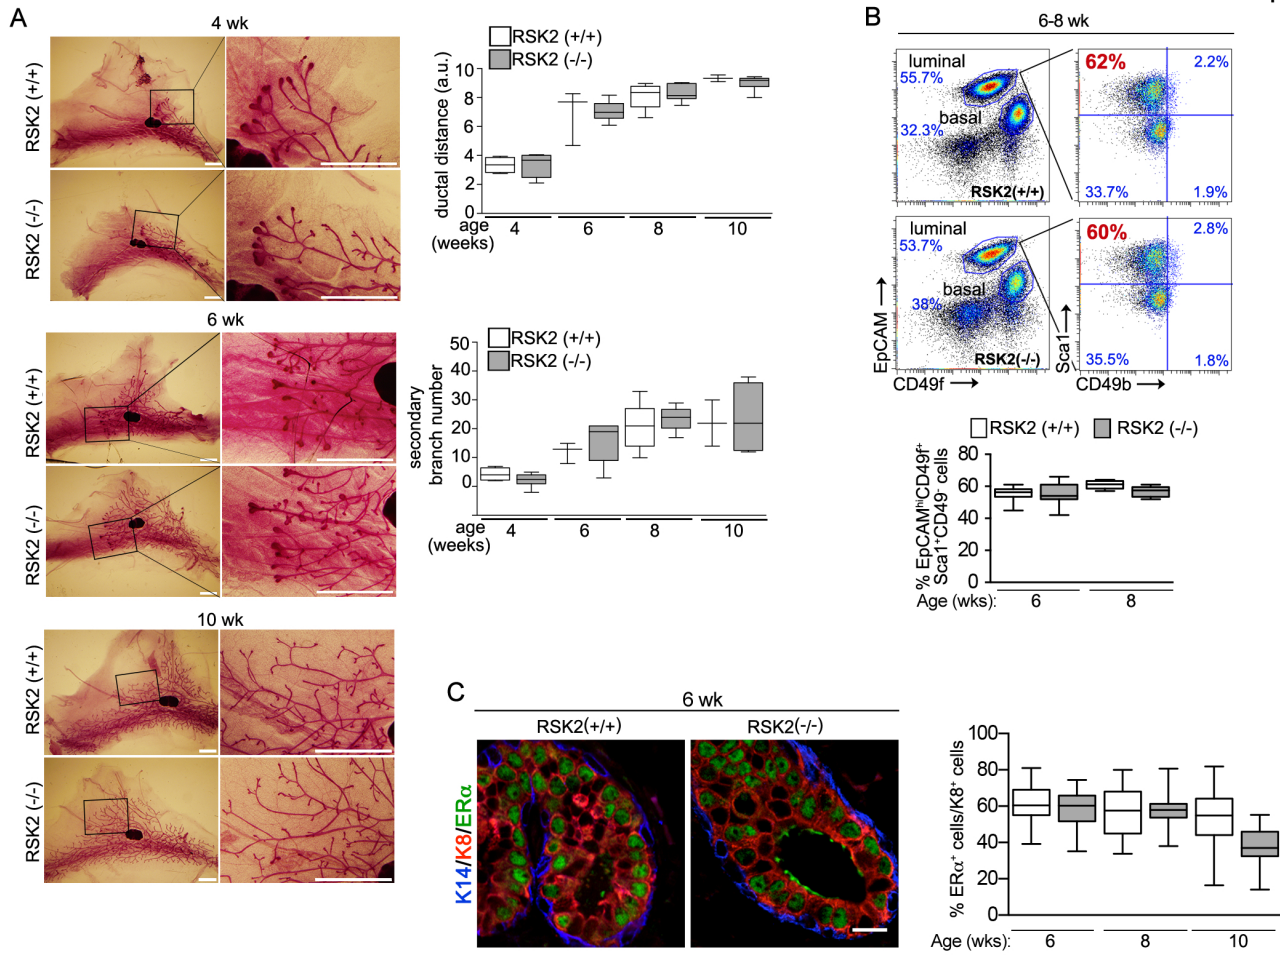 A
4 wk
RSK2 (+/+)
RSK2 (-/-)
6 wk
RSK2 (+/+)
RSK2 (-/-)
10 wk
RSK2 (+/+)
RSK2 (-/-)
RSK2 (+/+)
RSK2 (-/-)
ductal distance (a.u.)
10
8
6
4
2
0
age
(weeks)
4
6
8
10
RSK2 (+/+)
RSK2 (-/-)
secondary
branch number
50
40
30
20
10
0
age
(weeks)
4
6
8
10
B
6-8 wk
luminal
55.7%
basal
32.3%
RSK2(+/+)
62%
2.2%
33.7%
1.9%
luminal
53.7%
basal
38%
RSK2(-/-)
60%
2.8%
35.5%
1.8%
EpCAM
CD49f
Sca1
CD49b
RSK2 (+/+)
RSK2 (-/-)
% EpCAMhiCD49f+
Sca1+CD49- cells
80
60
40
20
0
Age (wks):
6
8
C
6 wk
RSK2(+/+)
RSK2(-/-)
K14/K8/ERα
% ERα+ cells/K8+ cells
100
80
60
40
20
0
Age (wks):
6
8
10